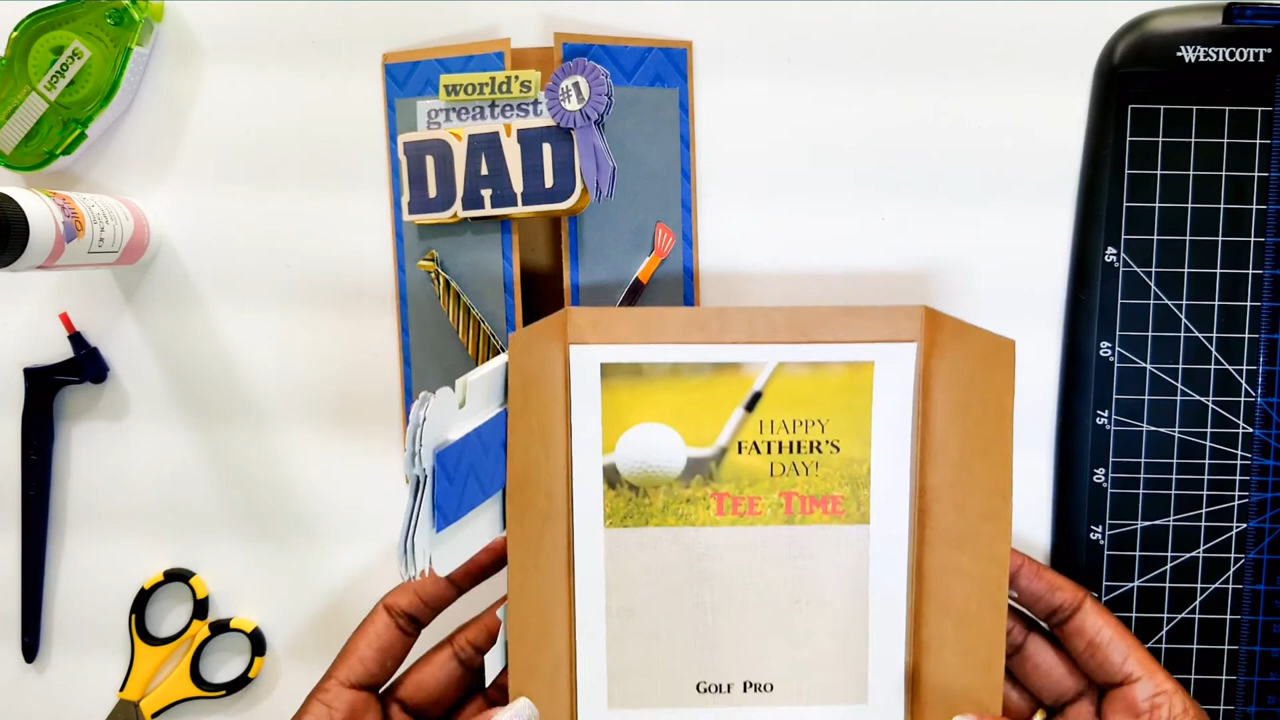 Scotch
WESTCOTT
world's
greatest
DAD
#1
HAPPY
FATHER'S
DAY!
TEE TIME
GOLF PRO
45°
60°
75°
90°
75°